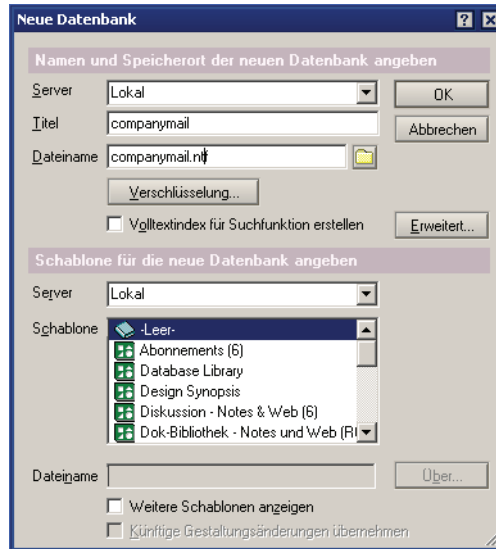 Neue Datenbank
Namen und Speicherort der neuen Datenbank angeben
Server Lokal OK
Titel companymail Abbrechen
Dateiname companymail.ntf
Verschlüsselung...
Volltextindex für Suchfunktion erstellen Erweitert...
Schablone für die neue Datenbank angeben
Server Lokal
Schablone -Leer-
Abonnements (6)
Database Library
Design Synopsis
Diskussion - Notes & Web (6)
Dok-Bibliothek - Notes und Web (R
Dateiname Über...
Weitere Schablonen anzeigen
Künftige Gestaltungsänderungen übernehmen